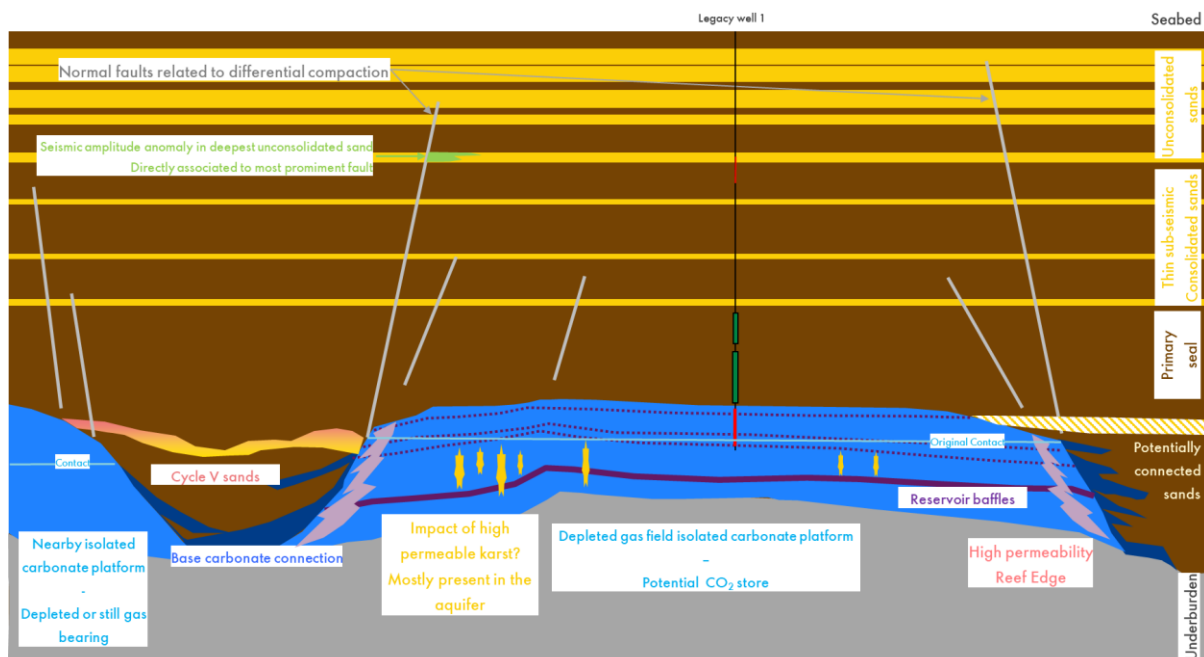 Legacy well 1
Seabed
Normal faults related to differential compaction
Unconsolidated
sands
Seismic amplitude anomaly in deepest unconsolidated sand
Directly associated to most prominent fault
Thin sub-seismic
Consolidated sands
Primary
seal
Original Contact
Contact
Potentially
connected
sands
Cycle V sands
Reservoir baffles
Nearby isolated
carbonate platform
-
Depleted or still gas
bearing
Base carbonate connection
Impact of high
permeable karst?
Mostly present in the
aquifer
Depleted gas field isolated carbonate platform
–
Potential CO₂ store
High permeability
Reef Edge
Underburden